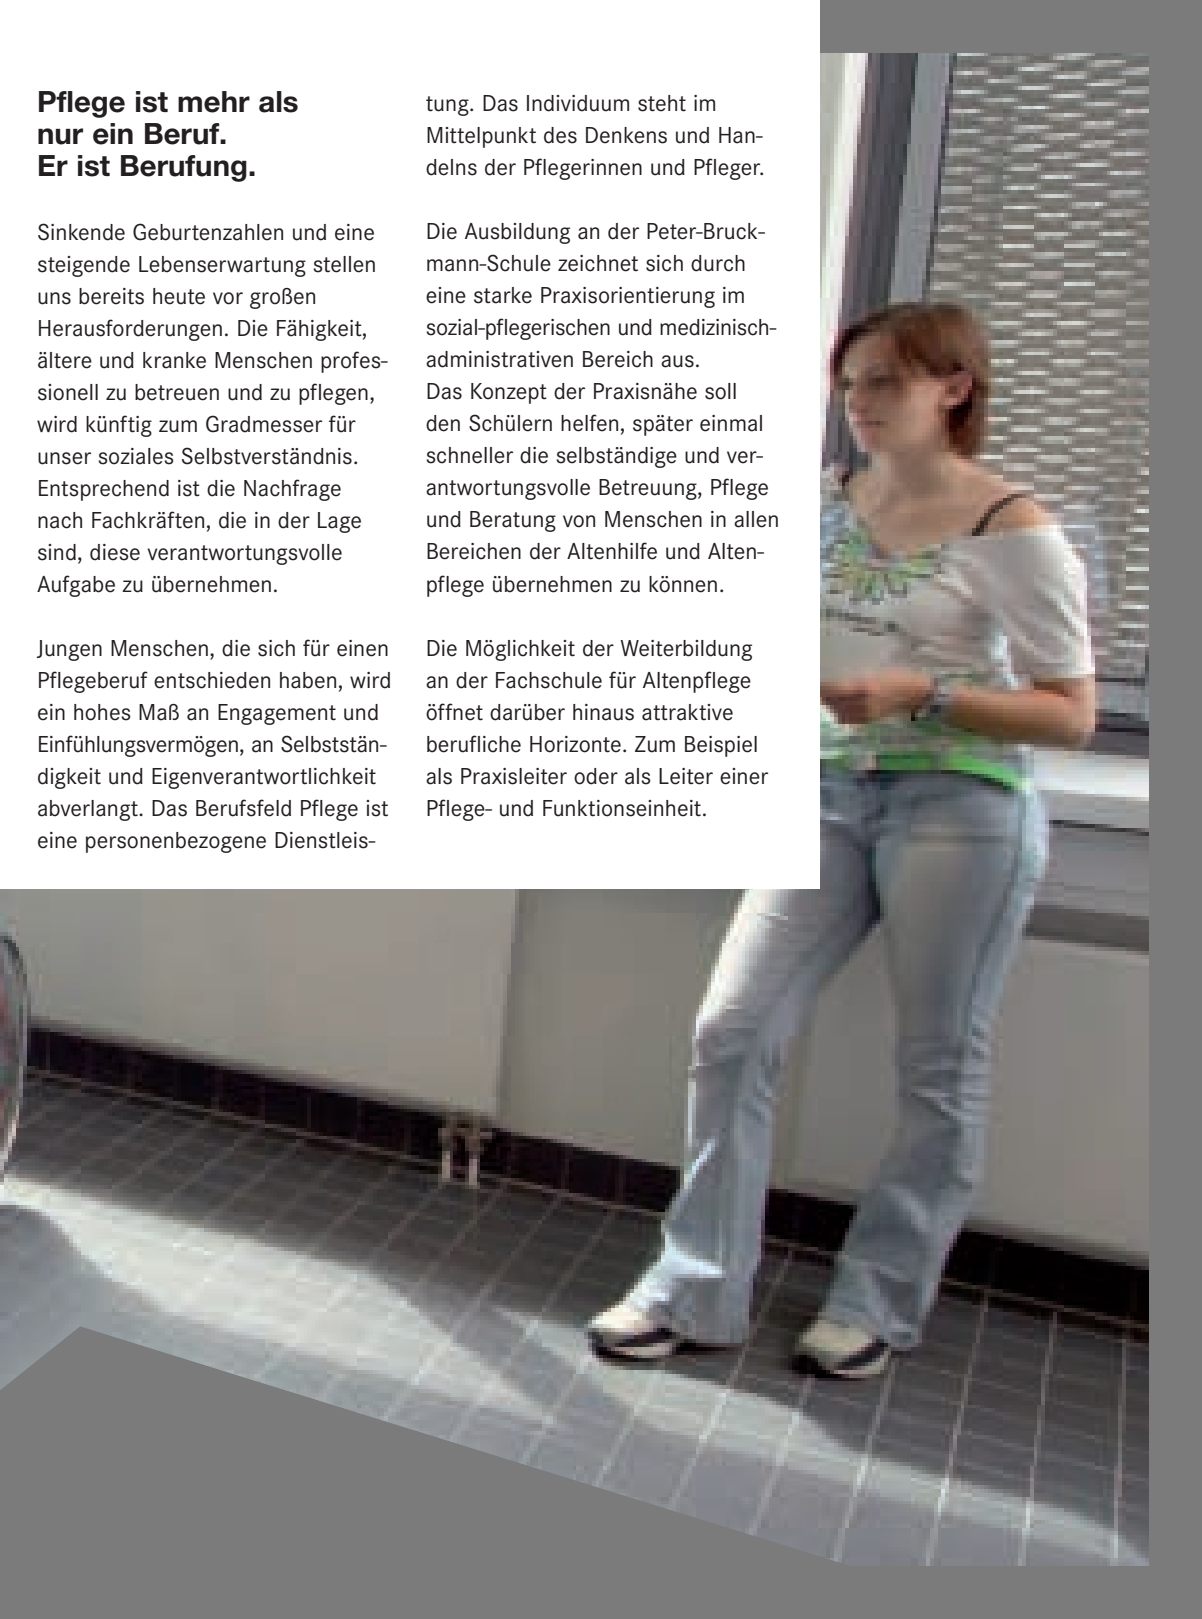 Pflege ist mehr als
nur ein Beruf.
Er ist Berufung.
Sinkende Geburtenzahlen und eine
steigende Lebenserwartung stellen
uns bereits heute vor großen
Herausforderungen. Die Fähigkeit,
ältere und kranke Menschen profes-
sionell zu betreuen und zu pflegen,
wird künftig zum Gradmesser für
unser soziales Selbstverständnis.
Entsprechend ist die Nachfrage
nach Fachkräften, die in der Lage
sind, diese verantwortungsvolle
Aufgabe zu übernehmen.
Jungen Menschen, die sich für einen
Pflegeberuf entschieden haben, wird
ein hohes Maß an Engagement und
Einfühlungsvermögen, an Selbststän-
digkeit und Eigenverantwortlichkeit
abverlangt. Das Berufsfeld Pflege ist
eine personenbezogene Dienstleis-
tung. Das Individuum steht im
Mittelpunkt des Denkens und Han-
delns der Pflegerinnen und Pfleger.
Die Ausbildung an der Peter-Bruck-
mann-Schule zeichnet sich durch
eine starke Praxisorientierung im
sozial-pflegerischen und medizinisch-
administrativen Bereich aus.
Das Konzept der Praxisnähe soll
den Schülern helfen, später einmal
schneller die selbständige und ver-
antwortungsvolle Betreuung, Pflege
und Beratung von Menschen in allen
Bereichen der Altenhilfe und Alten-
pflege übernehmen zu können.
Die Möglichkeit der Weiterbildung
an der Fachschule für Altenpflege
öffnet darüber hinaus attraktive
berufliche Horizonte. Zum Beispiel
als Praxisleiter oder als Leiter einer
Pflege- und Funktionseinheit.